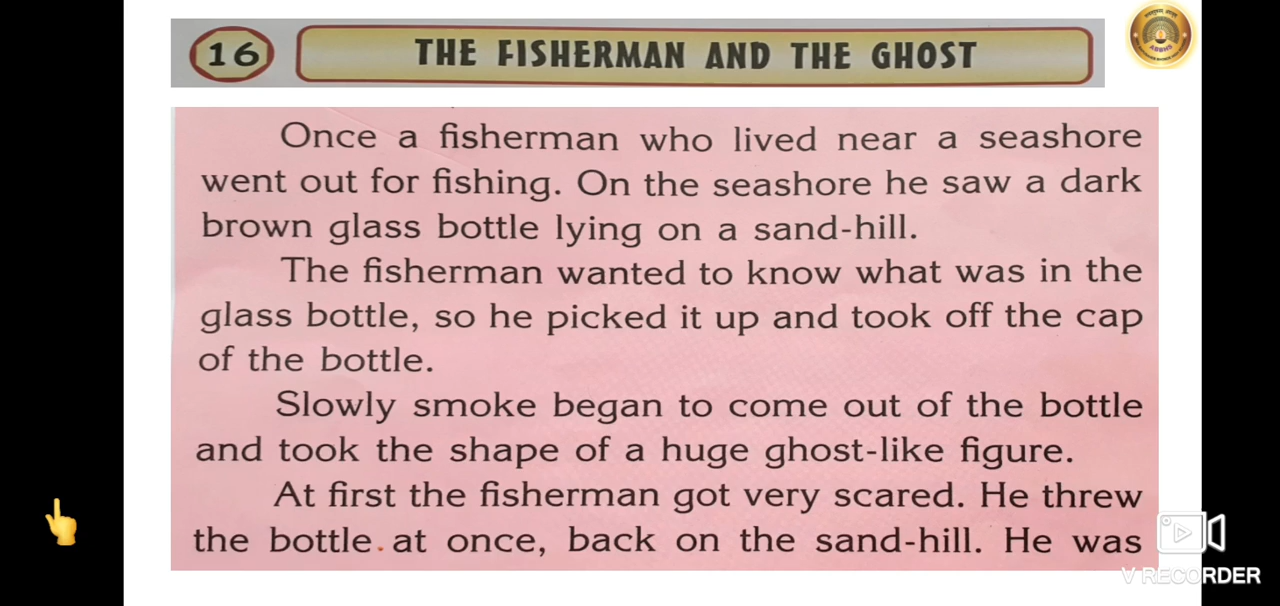 16
THE FISHERMAN AND THE GHOST
Once a fisherman who lived near a seashore
went out for fishing. On the seashore he saw a dark
brown glass bottle lying on a sand-hill.
The fisherman wanted to know what was in the
glass bottle, so he picked it up and took off the cap
of the bottle.
Slowly smoke began to come out of the bottle
and took the shape of a huge ghost-like figure.
At first the fisherman got very scared. He threw
the bottle at once, back on the sand-hill. He was
V RECORDER